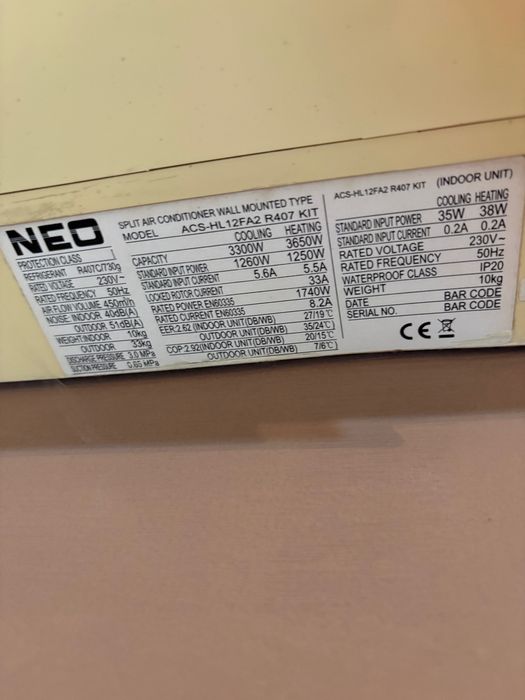 NEO
PROTECTION CLASS I
REFRIGERANT R407C/730g
RATED VOLTAGE 230V~
RATED FREQUENCY 50Hz
AIR FLOW VOLUME 450m³/h
NOISE INDOOR 40dB(A)
OUTDOOR 51dB(A)
WEIGHT INDOOR 10kg
OUTDOOR 33kg
DISCHARGE PRESSURE 3.0 MPa
SUCTION PRESSURE 0.65 MPa
SPLIT AIR CONDITIONER WALL MOUNTED TYPE
MODEL ACS-HL12FA2 R407 KIT
COOLING HEATING
CAPACITY 3300W 3650W
STANDARD INPUT POWER 1260W 1250W
STANDARD INPUT CURRENT 5.6A 5.5A
LOCKED ROTOR CURRENT 33A
RATED POWER EN60335 1740W
RATED CURRENT EN60335 8.2A
EER:2.62 (INDOOR UNIT(DB/WB) 27/19°C
OUTDOOR UNIT(DB/WB) 35/24°C
COP:2.92(INDOOR UNIT(DB/WB) 20/15°C
OUTDOOR UNIT(DB/WB) 7/6°C
ACS-HL12FA2 R407 KIT (INDOOR UNIT)
COOLING HEATING
STANDARD INPUT POWER 35W 38W
STANDARD INPUT CURRENT 0.2A 0.2A
RATED VOLTAGE 230V~
RATED FREQUENCY 50Hz
WATERPROOF CLASS IP20
WEIGHT 10kg
DATE BAR CODE
SERIAL NO. BAR CODE
CE